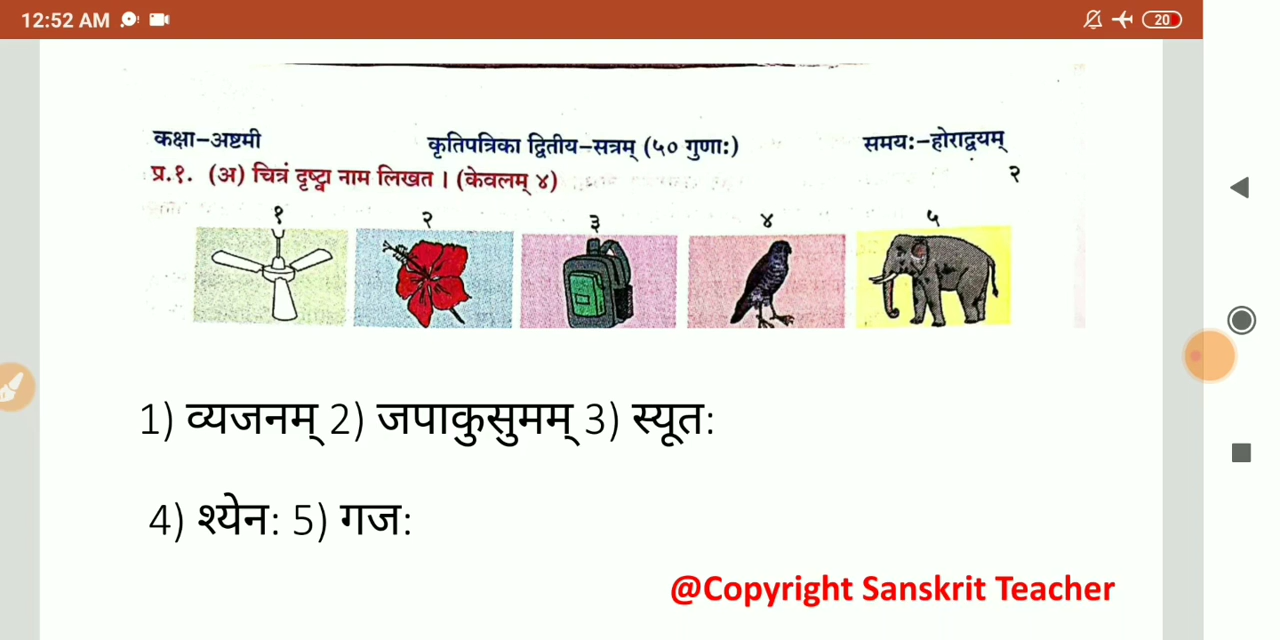 12:52 AM
20
कक्षा-अष्टमी कृतिपत्रिका द्वितीय-सत्रम् (५० गुणा:) समय:-होराद्वयम्
प्र.१. (अ) चित्रं दृष्ट्वा नाम लिखत । (केवलम् ४) २
१ २ ३ ४ ५
1) व्यजनम् 2) जपाकुसुमम् 3) स्यूत:
4) श्येन: 5) गज:
@Copyright Sanskrit Teacher